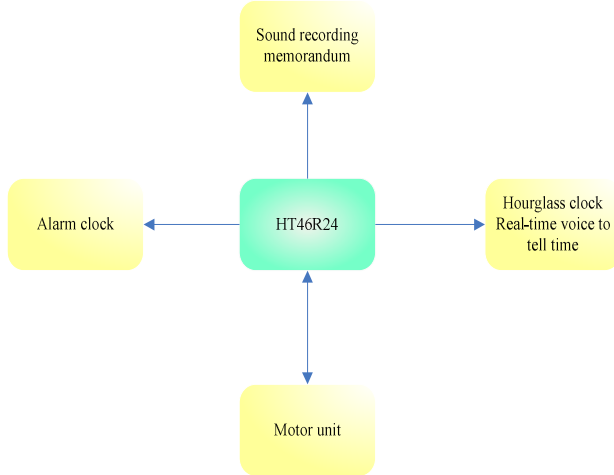 Sound recording
memorandum
Alarm clock
HT46R24
Hourglass clock
Real-time voice to
tell time
Motor unit